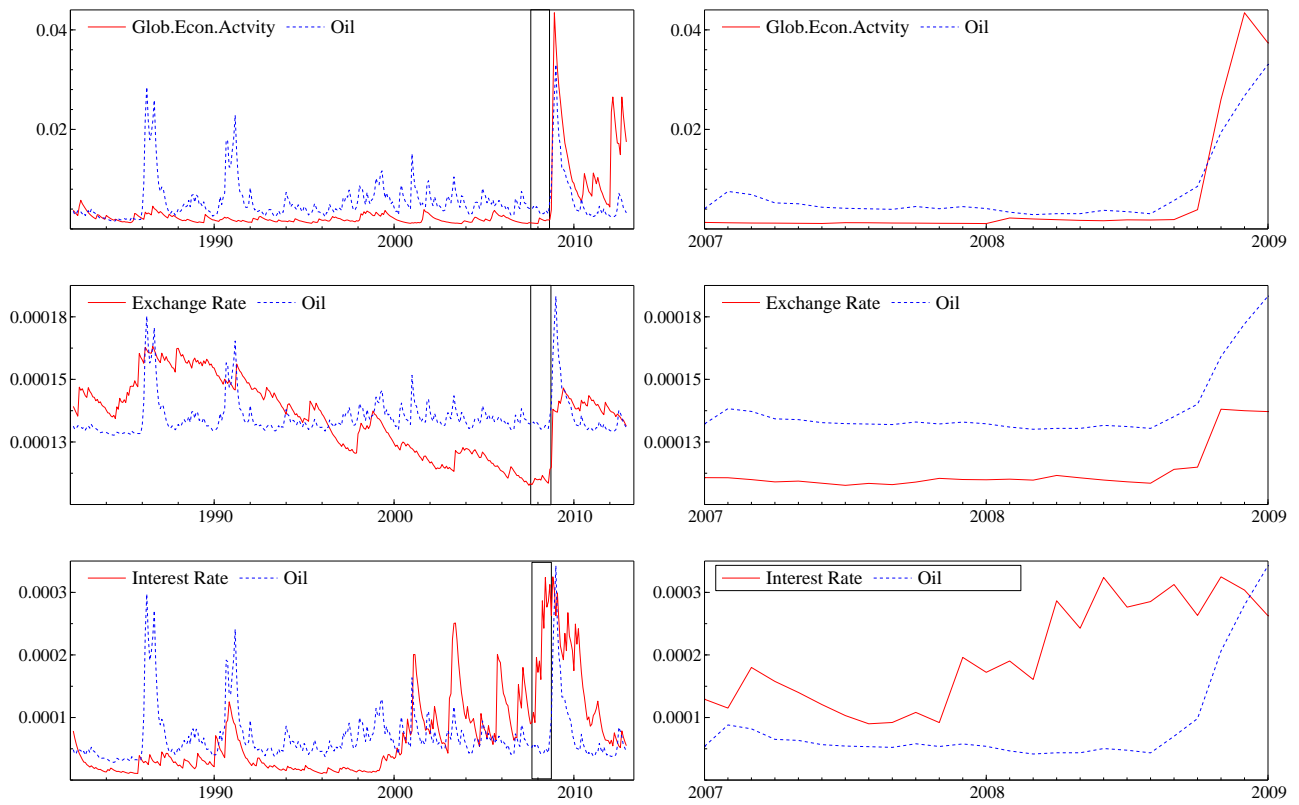 Glob.Econ.Actvity Oil
0.04
0.02
1990 2000 2010
Glob.Econ.Actvity Oil
0.04
0.02
2007 2008 2009
Exchange Rate Oil
0.00018
0.00015
0.00013
1990 2000 2010
Exchange Rate Oil
0.00018
0.00015
0.00013
2007 2008 2009
Interest Rate Oil
0.0003
0.0002
0.0001
1990 2000 2010
Interest Rate Oil
0.0003
0.0002
0.0001
2007 2008 2009